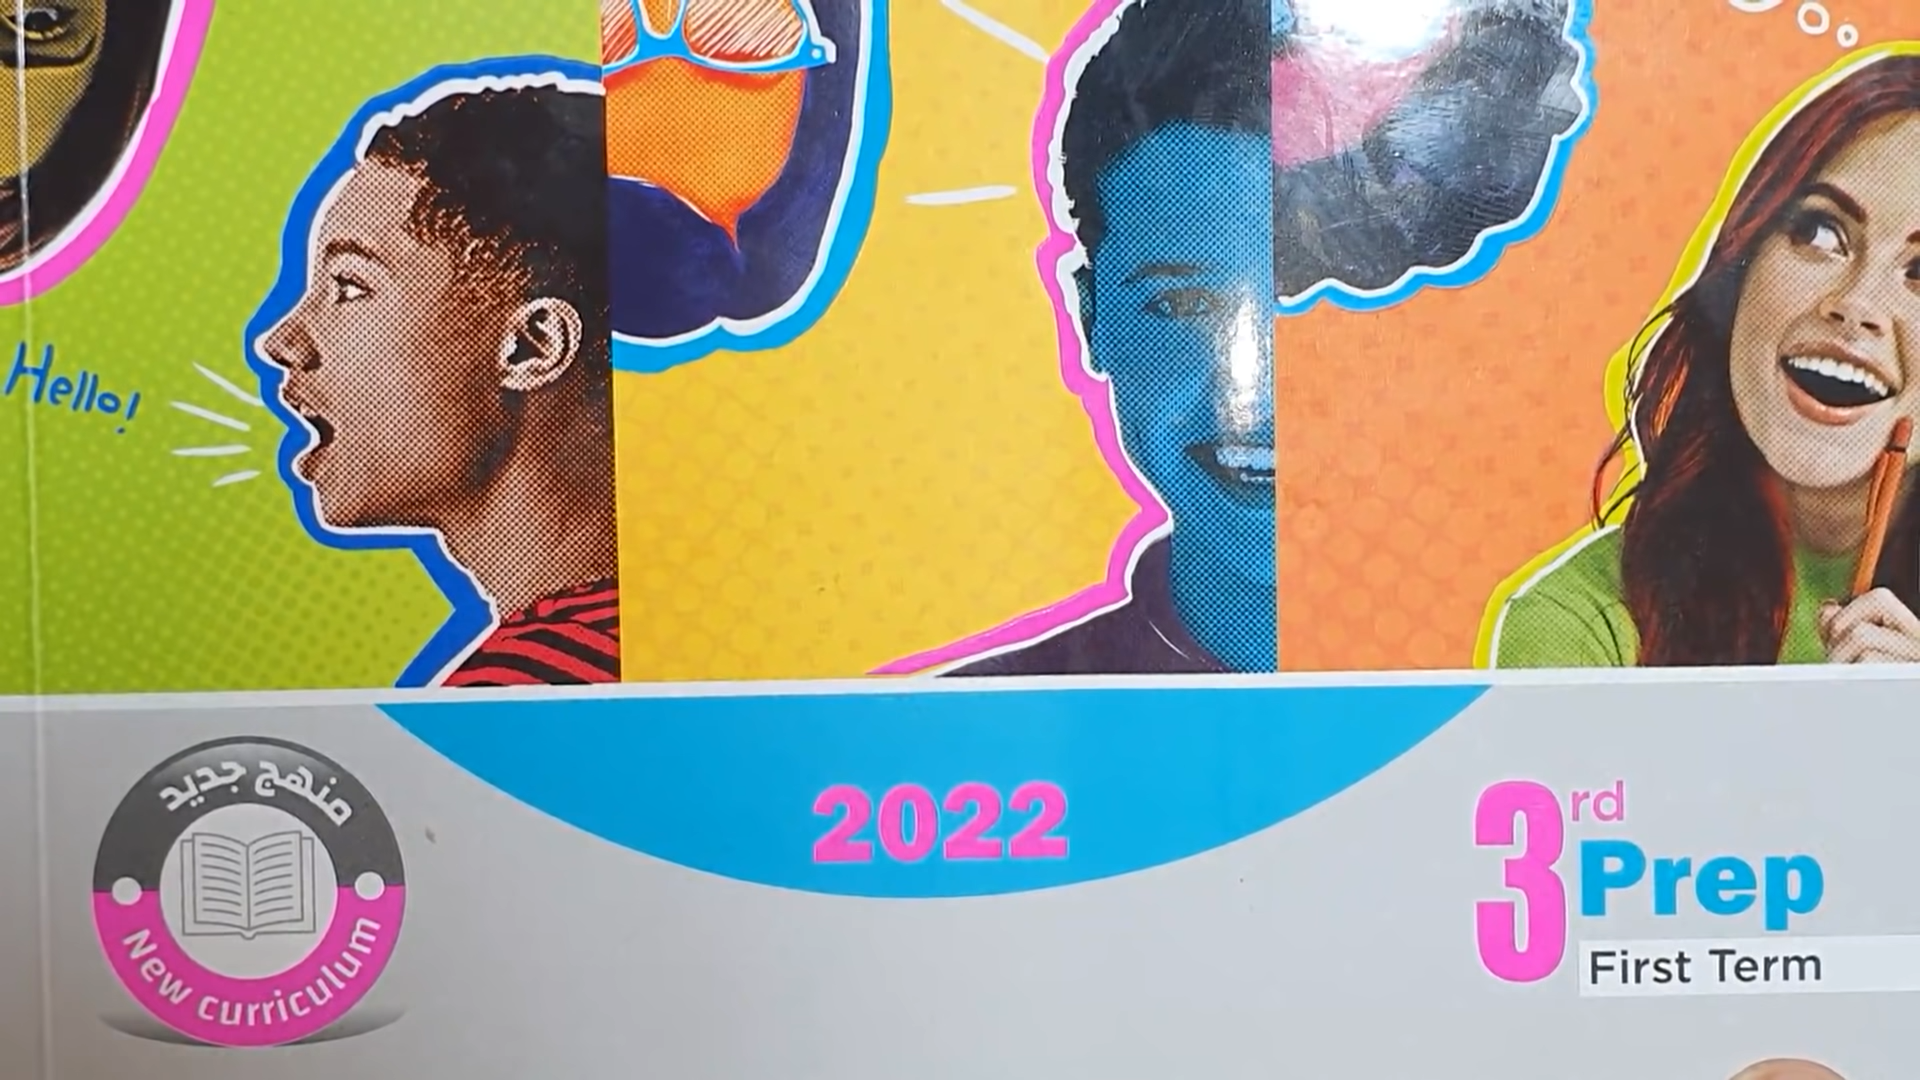 Hello!
منهج جديد
New curriculum
2022
3rd
Prep
First Term